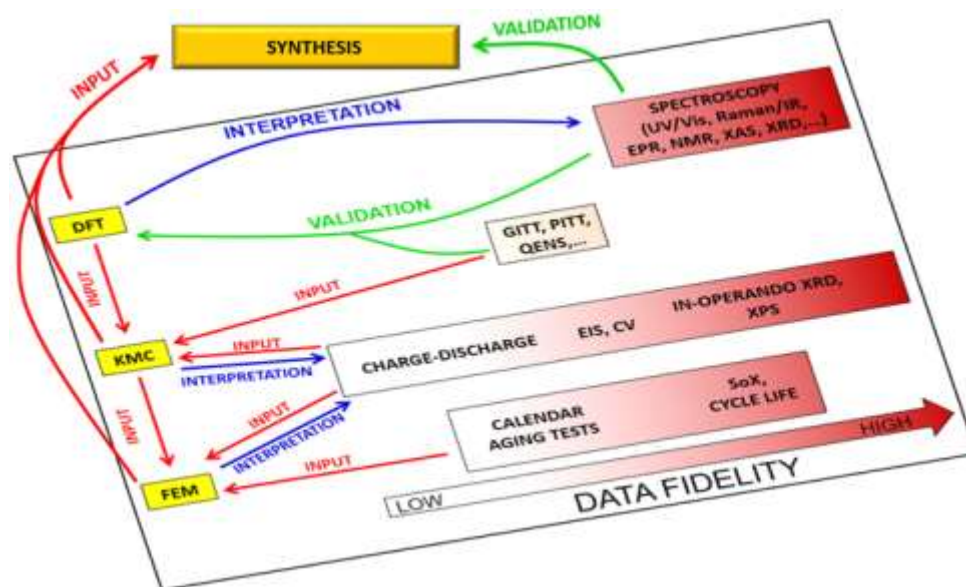 SYNTHESIS
VALIDATION
INPUT
INTERPRETATION
SPECTROSCOPY
(UV/Vis, Raman/IR,
EPR, NMR, XAS, XRD,...)
DFT
VALIDATION
GITT, PITT,
QENS,...
INPUT
INPUT
KMC
INPUT
INTERPRETATION
CHARGE-DISCHARGE
EIS, CV
IN-OPERANDO XRD,
XPS
INPUT
INPUT
INTERPRETATION
CALENDAR
AGING TESTS
SoX,
CYCLE LIFE
FEM
INPUT
LOW
HIGH
DATA FIDELITY